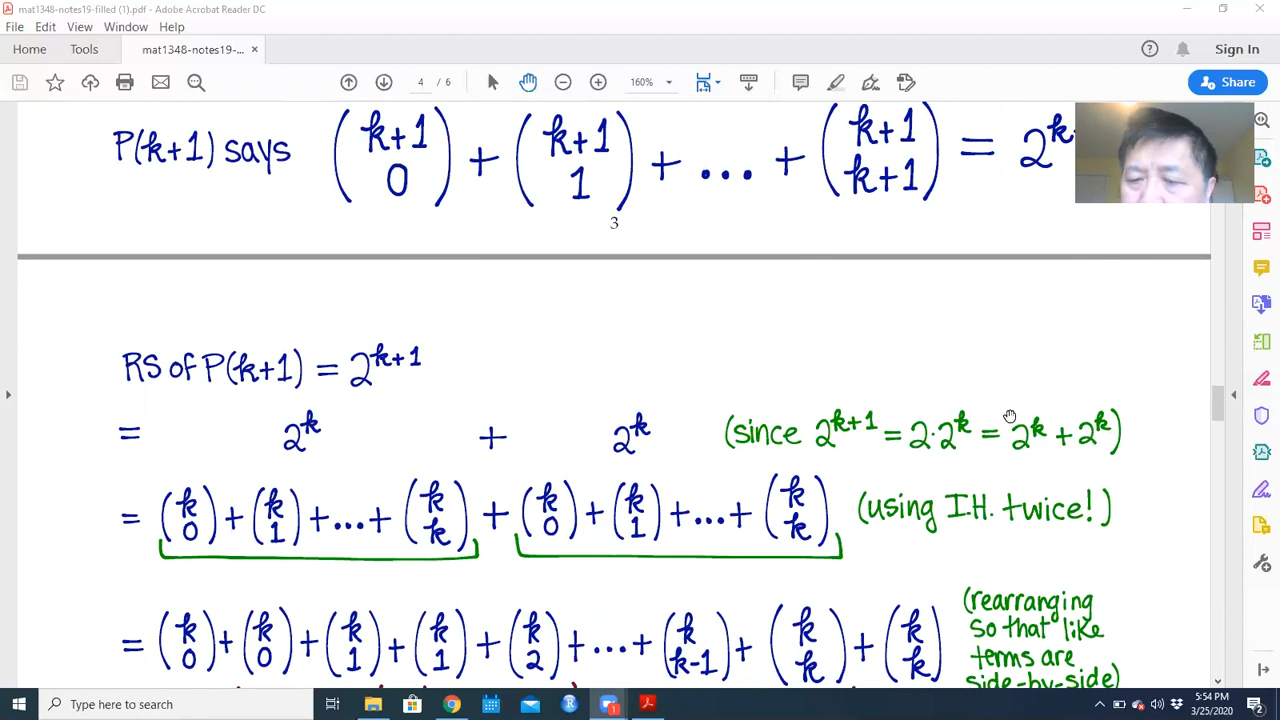 mat1348-notes19-filled (1).pdf - Adobe Acrobat Reader DC
File Edit View Window Help
Home Tools mat1348-notes19-... × Sign In
4 / 6 160% Share
P(k+1) says (k+1 0) + (k+1 1) + ... + (k+1 k+1) = 2^k
3
RS of P(k+1) = 2^{k+1}
= 2^k + 2^k (since 2^{k+1} = 2·2^k = 2^k + 2^k)
= (k 0) + (k 1) + ... + (k k) + (k 0) + (k 1) + ... + (k k) (using I.H. twice!)
= (k 0) + (k 0) + (k 1) + (k 1) + (k 2) + ... + (k k-1) + (k k) + (k k)
(rearranging
so that like
terms are
side-by-side)
Type here to search
5:54 PM
3/25/2020